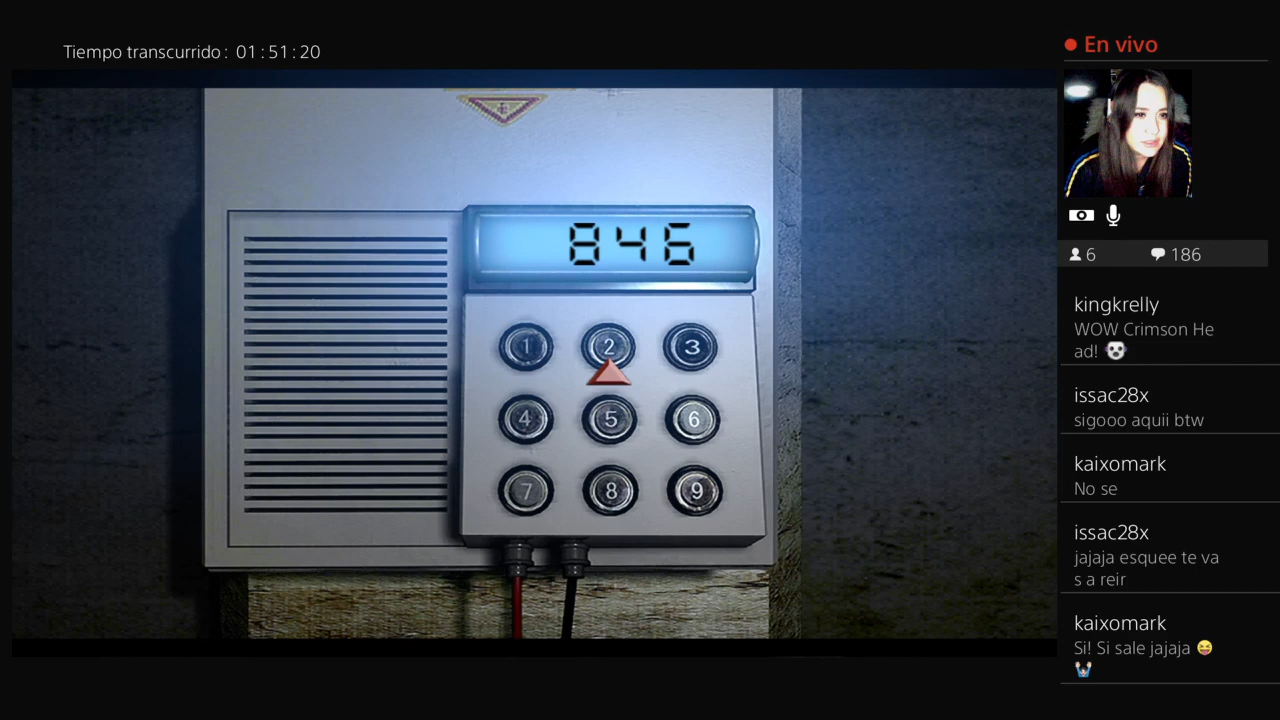 Tiempo transcurrido: 01:51:20
846
1 2 3
4 5 6
7 8 9
En vivo
6 186
kingkrelly
WOW Crimson He
ad! 
issac28x
sigooo aquii btw
kaixomark
No se
issac28x
jajaja esquee te va
s a reir
kaixomark
Si! Si sale jajaja 😝
🙌